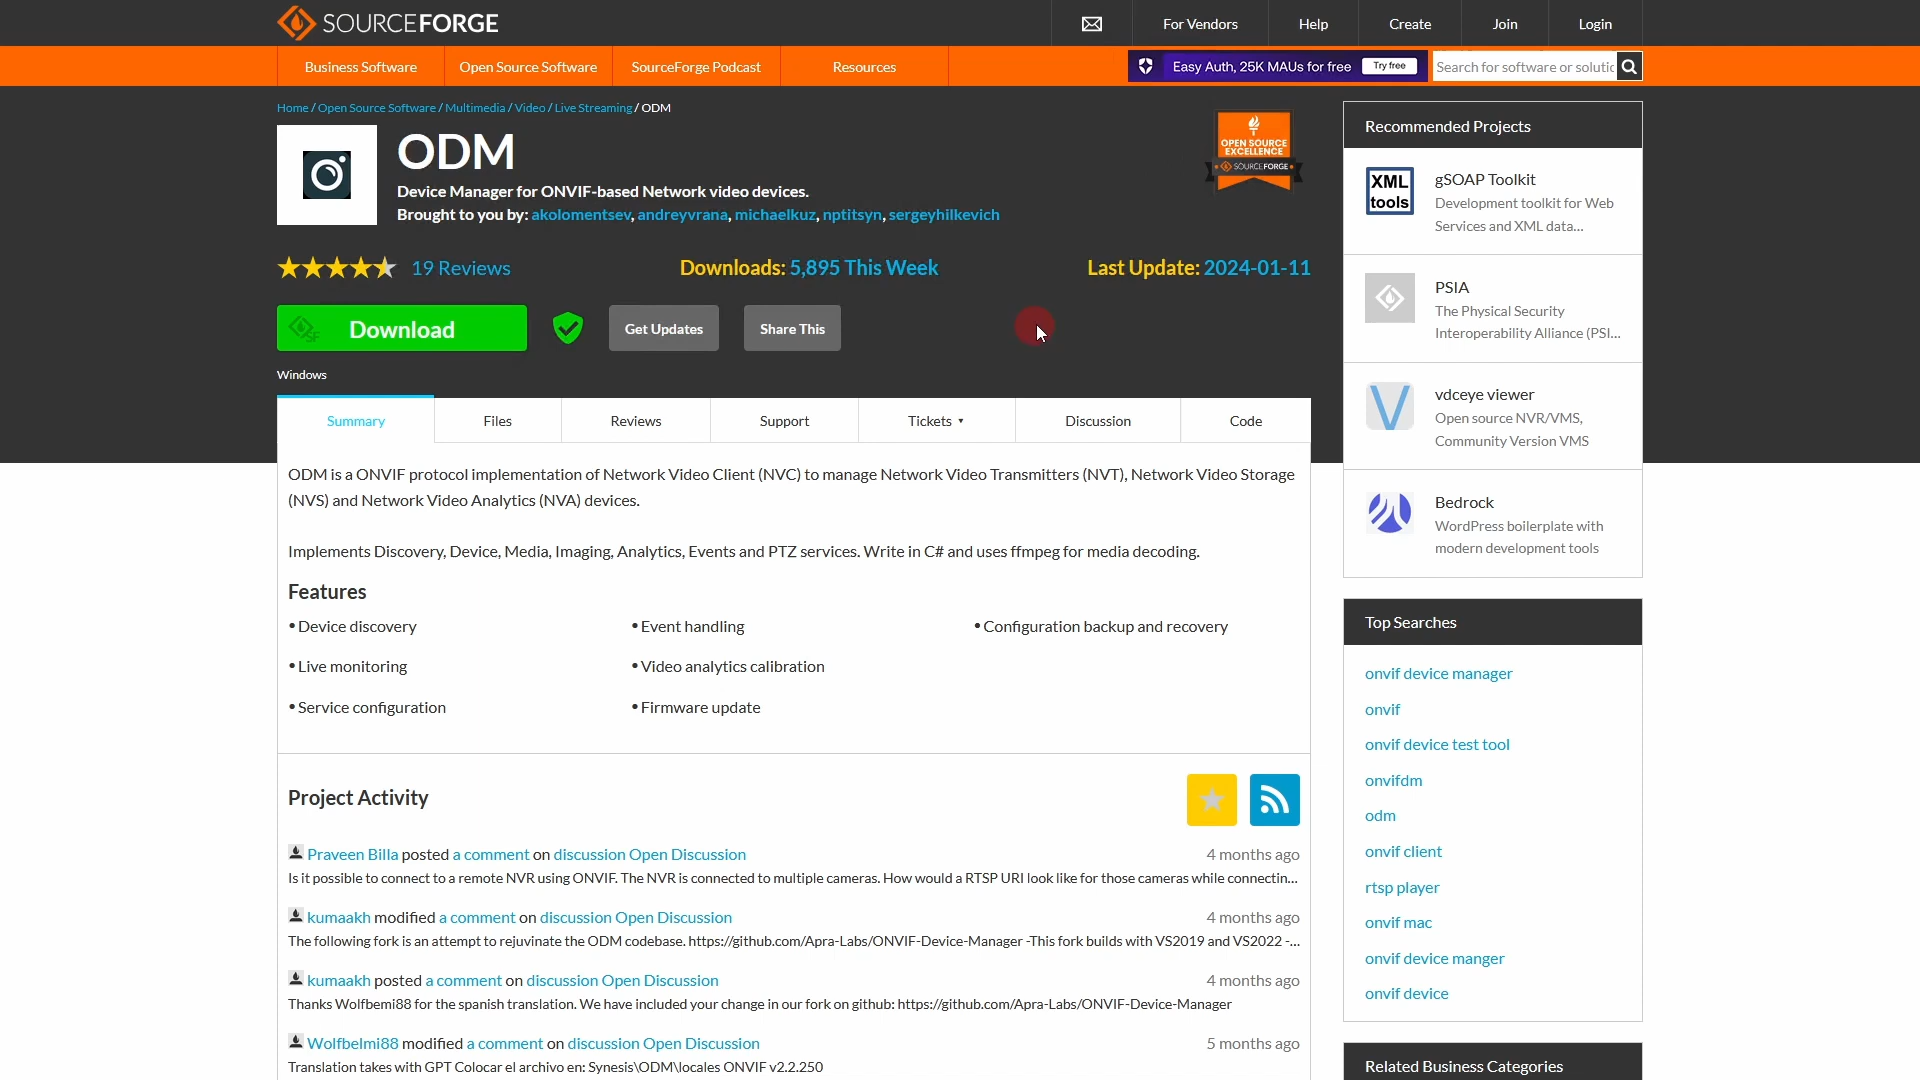 SOURCEFORGE
For Vendors
Help
Create
Join
Login
Business Software
Open Source Software
SourceForge Podcast
Resources
Easy Auth, 25K MAUs for free
Try free
Search for software or solutic
Home / Open Source Software / Multimedia / Video / Live Streaming / ODM
ODM
Device Manager for ONVIF-based Network video devices.
Brought to you by: akolomentsev, andreyvrana, michaelkuz, nptitsyn, sergeyhilkevich
OPEN SOURCE
EXCELLENCE
SOURCEFORGE
19 Reviews
Downloads: 5,895 This Week
Last Update: 2024-01-11
SF
Download
Get Updates
Share This
Windows
Summary
Files
Reviews
Support
Tickets
Discussion
Code
ODM is a ONVIF protocol implementation of Network Video Client (NVC) to manage Network Video Transmitters (NVT), Network Video Storage
(NVS) and Network Video Analytics (NVA) devices.
Implements Discovery, Device, Media, Imaging, Analytics, Events and PTZ services. Write in C# and uses ffmpeg for media decoding.
Features
• Device discovery
• Event handling
• Configuration backup and recovery
• Live monitoring
• Video analytics calibration
• Service configuration
• Firmware update
Project Activity
Praveen Billa posted a comment on discussion Open Discussion
4 months ago
Is it possible to connect to a remote NVR using ONVIF. The NVR is connected to multiple cameras. How would a RTSP URI look like for those cameras while connectin...
kumaakh modified a comment on discussion Open Discussion
4 months ago
The following fork is an attempt to rejuvinate the ODM codebase. https://github.com/Apra-Labs/ONVIF-Device-Manager -This fork builds with VS2019 and VS2022 -...
kumaakh posted a comment on discussion Open Discussion
4 months ago
Thanks Wolfbemi88 for the spanish translation. We have included your change in our fork on github: https://github.com/Apra-Labs/ONVIF-Device-Manager
Wolfbelmi88 modified a comment on discussion Open Discussion
5 months ago
Translation takes with GPT Colocar el archivo en: Synesis\ODM\locales ONVIF v2.2.250
Recommended Projects
XML
tools
gSOAP Toolkit
Development toolkit for Web
Services and XML data...
PSIA
The Physical Security
Interoperability Alliance (PSI...
V
vdceye viewer
Open source NVR/VMS,
Community Version VMS
Bedrock
WordPress boilerplate with
modern development tools
Top Searches
onvif device manager
onvif
onvif device test tool
onvifdm
odm
onvif client
rtsp player
onvif mac
onvif device manger
onvif device
Related Business Categories